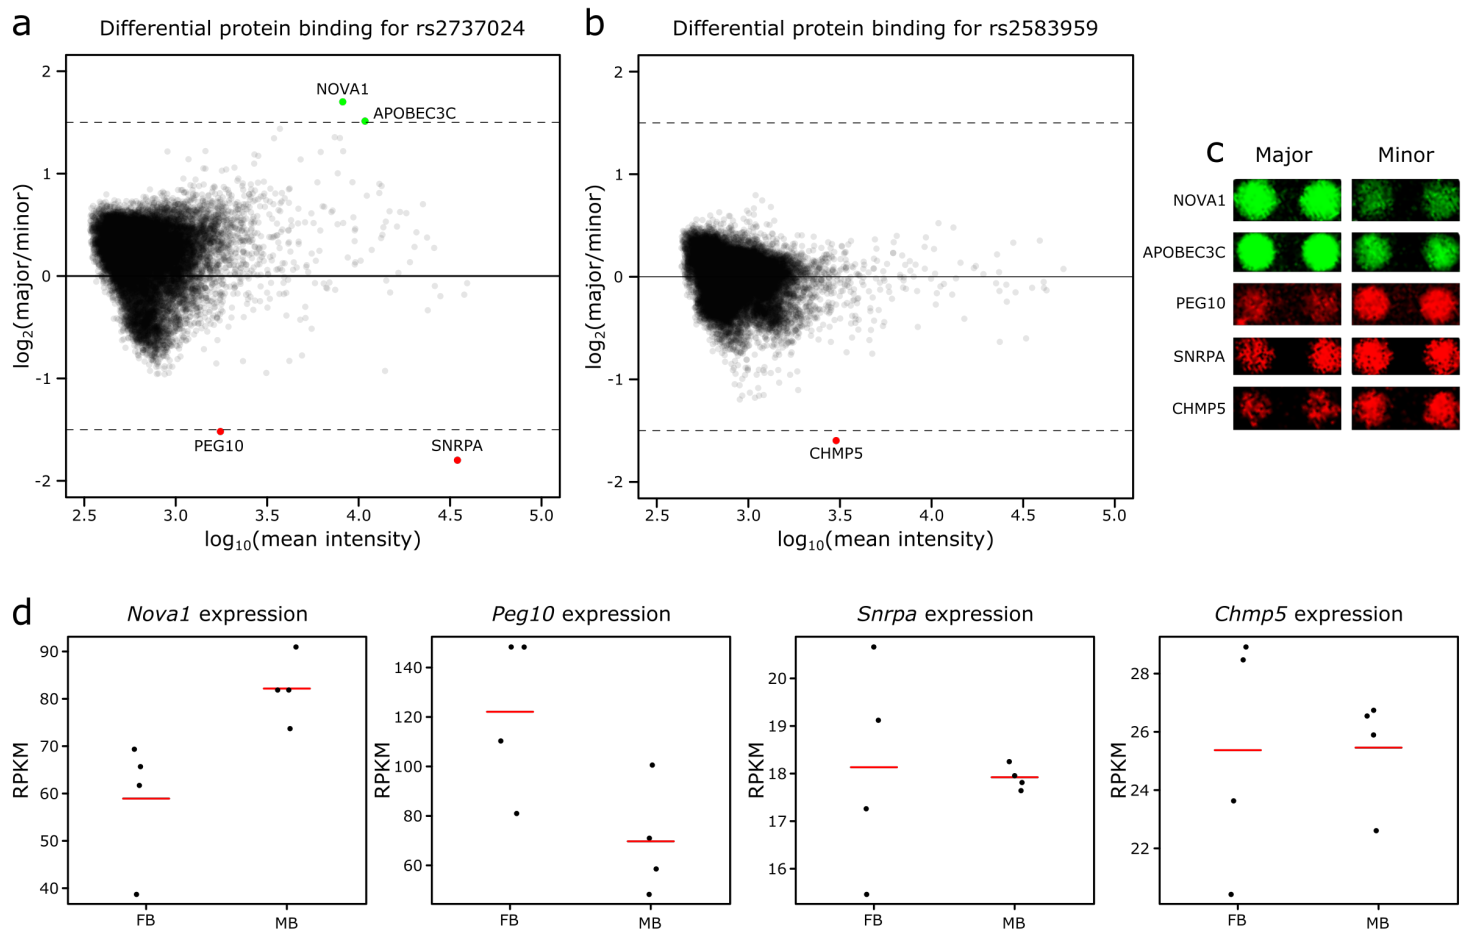 a
Differential protein binding for rs2737024
2
1
0
-1
-2
log2(major/minor)
NOVA1
APOBEC3C
PEG10
SNRPA
2.5 3.0 3.5 4.0 4.5 5.0
log10(mean intensity)
b
Differential protein binding for rs2583959
2
1
0
-1
-2
log2(major/minor)
CHMP5
2.5 3.0 3.5 4.0 4.5 5.0
log10(mean intensity)
c
Major Minor
NOVA1
APOBEC3C
PEG10
SNRPA
CHMP5
d
Nova1 expression
90
80
70
60
50
40
RPKM
FB MB
Peg10 expression
140
120
100
80
60
RPKM
FB MB
Snrpa expression
20
19
18
17
16
RPKM
FB MB
Chmp5 expression
28
26
24
22
RPKM
FB MB